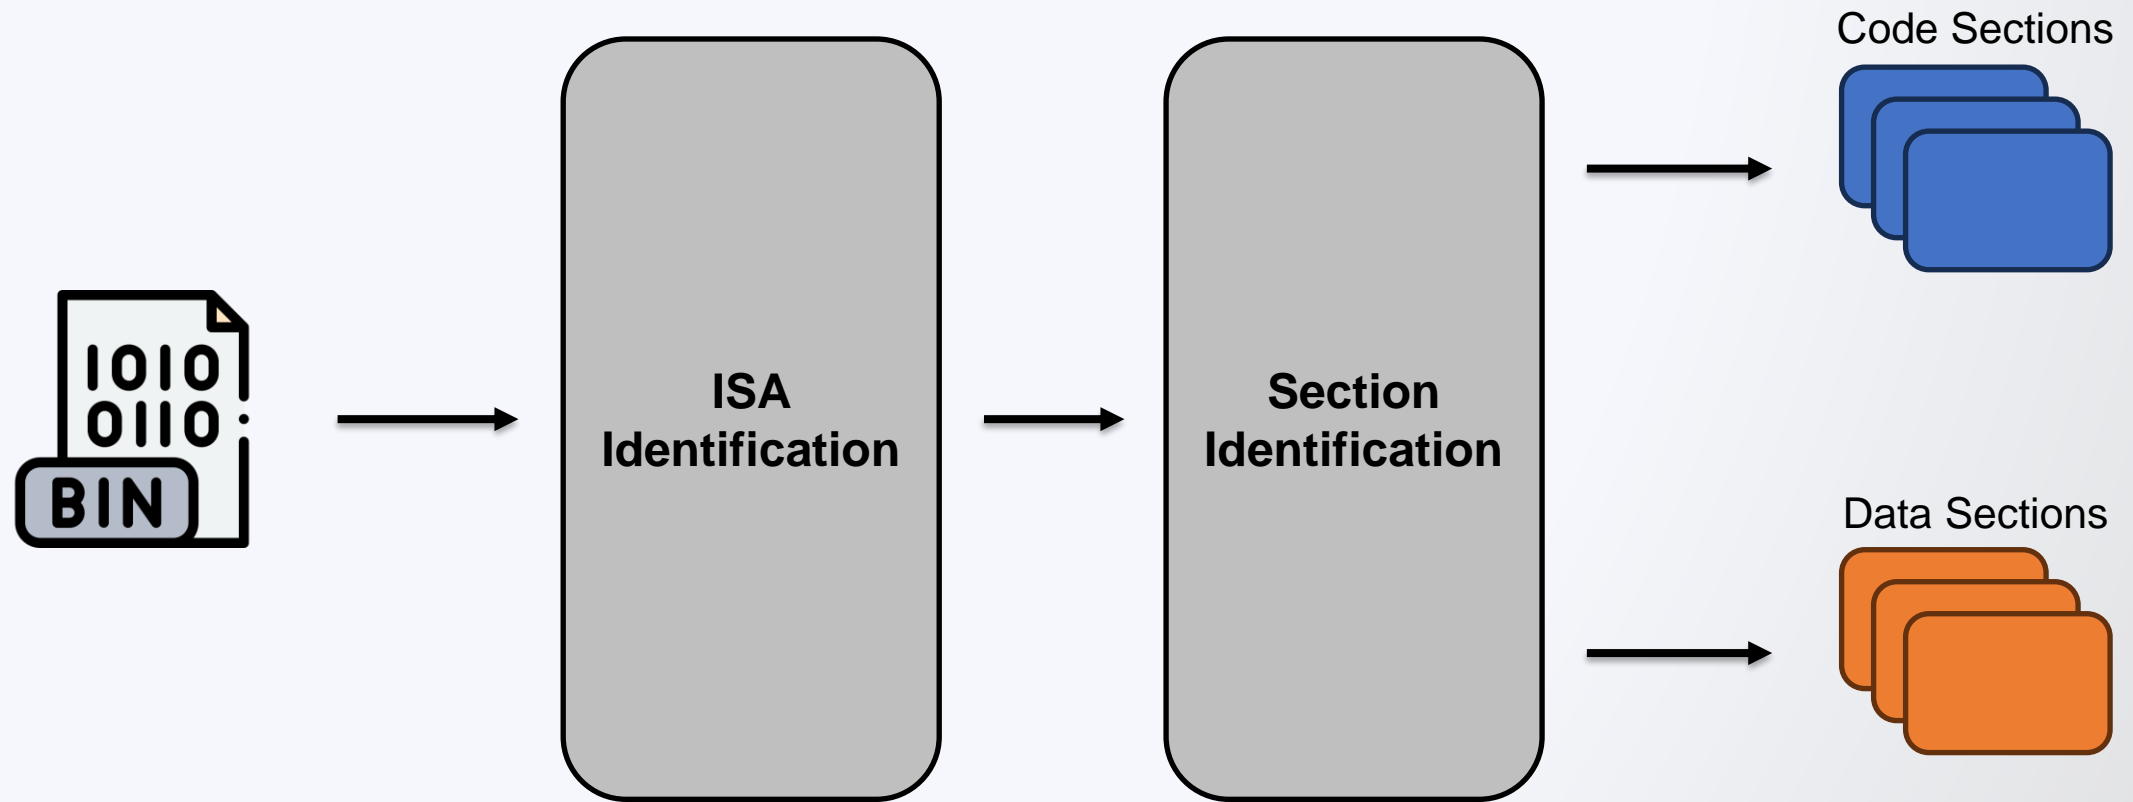 Code Sections
1010
0110
BIN
ISA
Identification
Section
Identification
Data Sections